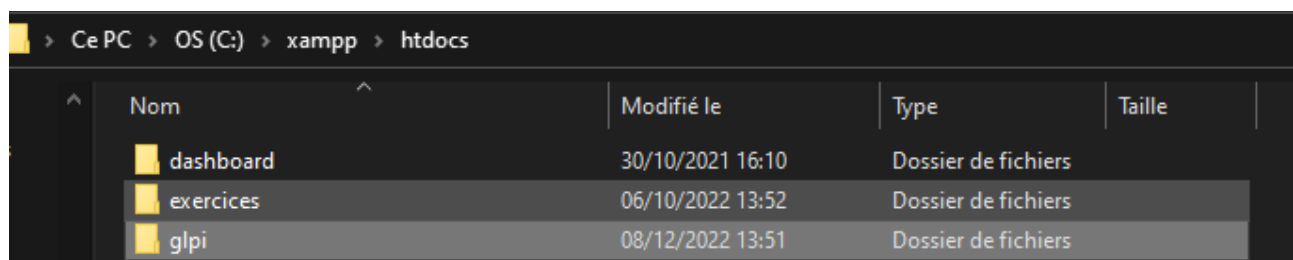 Ce PC > OS (C:) > xampp > htdocs
Nom Modifié le Type Taille
dashboard 30/10/2021 16:10 Dossier de fichiers
exercices 06/10/2022 13:52 Dossier de fichiers
glpi 08/12/2022 13:51 Dossier de fichiers